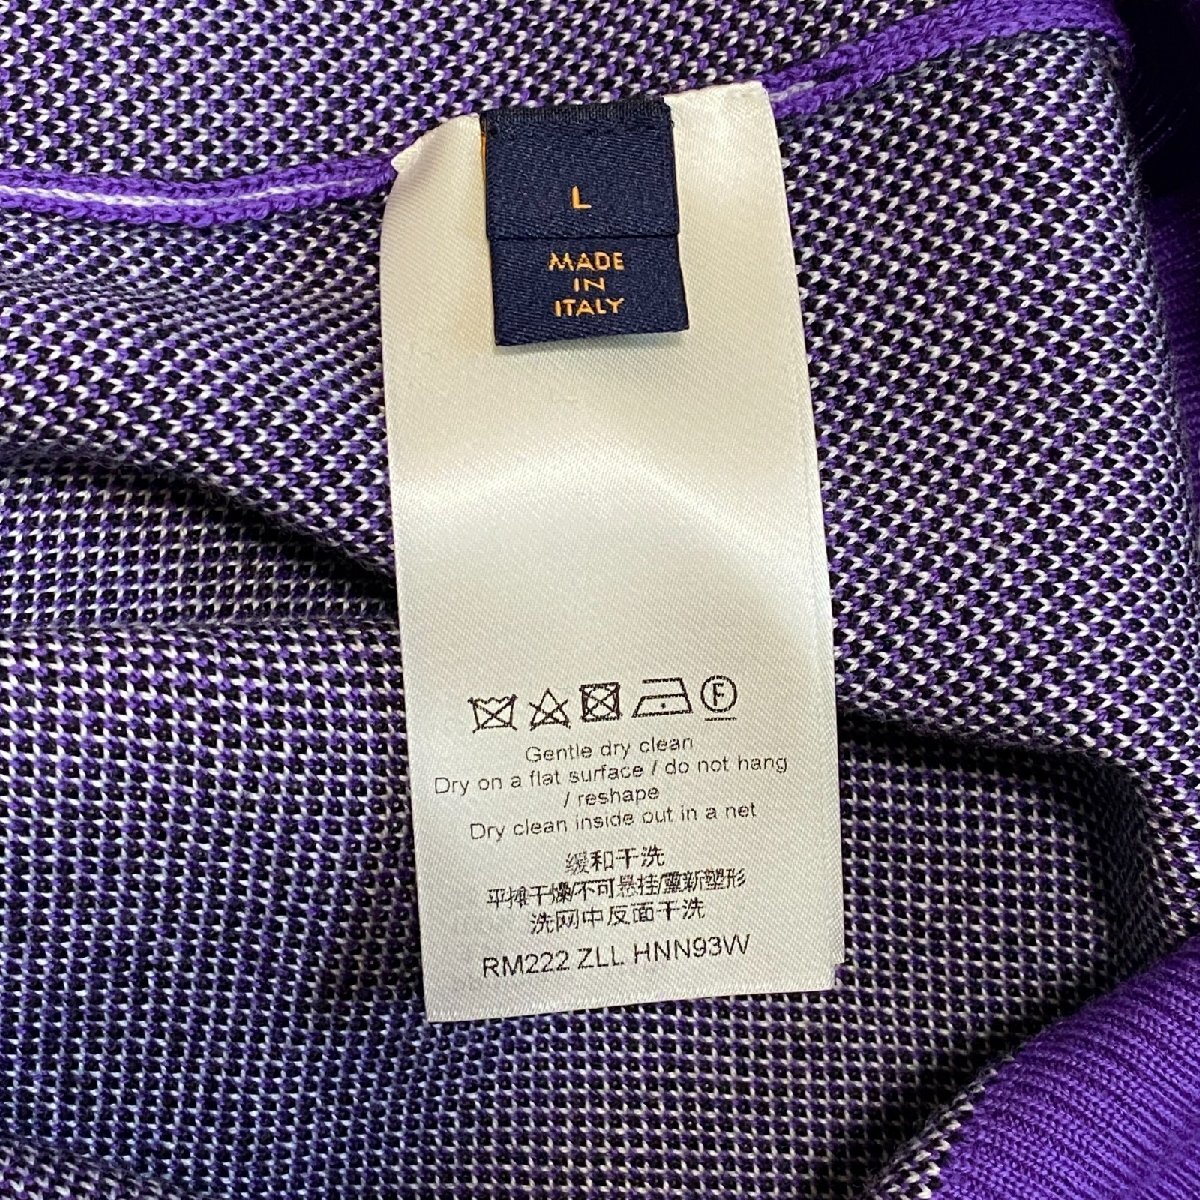 L
MADE
IN
ITALY
F
Gentle dry clean
Dry on a flat surface / do not hang
/ reshape
Dry clean inside out in a net
缓和干洗
平摊干燥/不可悬挂/重新塑形
洗网中反面干洗
RM222 ZLL HNN93W